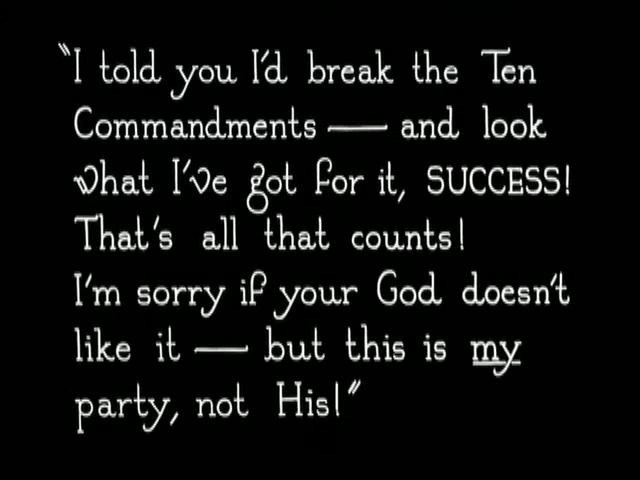 "I told you I'd break the Ten
Commandments — and look
what I've got for it, SUCCESS!
That's all that counts!
I'm sorry if your God doesn't
like it — but this is my
party, not His!"